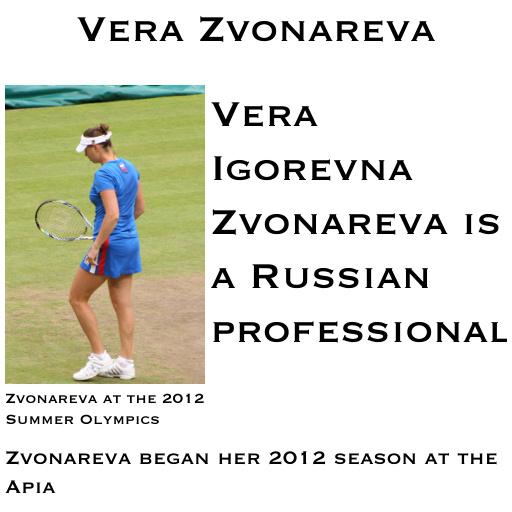 Vera Zvonareva
Vera
Igorevna
Zvonareva is
a Russian
professional
Zvonareva at the 2012
Summer Olympics
Zvonareva began her 2012 season at the
Apia